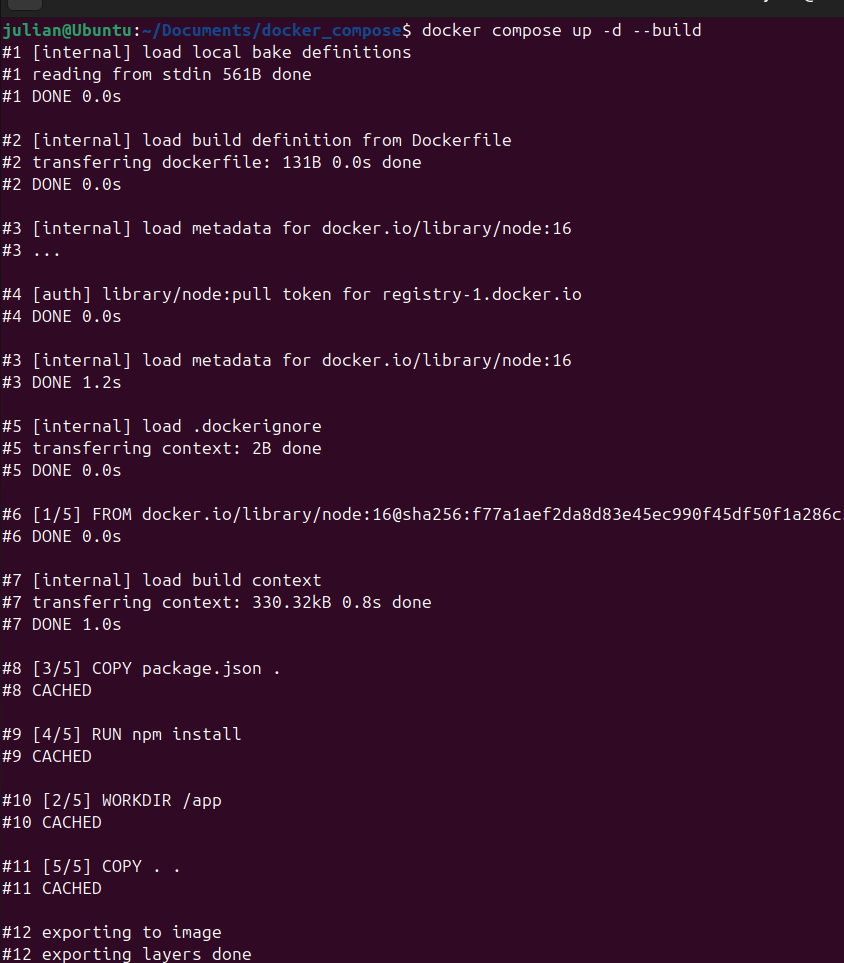 julian@Ubuntu:~/Documents/docker_compose$ docker compose up -d --build
#1 [internal] load local bake definitions
#1 reading from stdin 561B done
#1 DONE 0.0s
#2 [internal] load build definition from Dockerfile
#2 transferring dockerfile: 131B 0.0s done
#2 DONE 0.0s
#3 [internal] load metadata for docker.io/library/node:16
#3 ...
#4 [auth] library/node:pull token for registry-1.docker.io
#4 DONE 0.0s
#3 [internal] load metadata for docker.io/library/node:16
#3 DONE 1.2s
#5 [internal] load .dockerignore
#5 transferring context: 2B done
#5 DONE 0.0s
#6 [1/5] FROM docker.io/library/node:16@sha256:f77a1aef2da8d83e45ec990f45df50f1a286c
#6 DONE 0.0s
#7 [internal] load build context
#7 transferring context: 330.32kB 0.8s done
#7 DONE 1.0s
#8 [3/5] COPY package.json .
#8 CACHED
#9 [4/5] RUN npm install
#9 CACHED
#10 [2/5] WORKDIR /app
#10 CACHED
#11 [5/5] COPY . .
#11 CACHED
#12 exporting to image
#12 exporting layers done